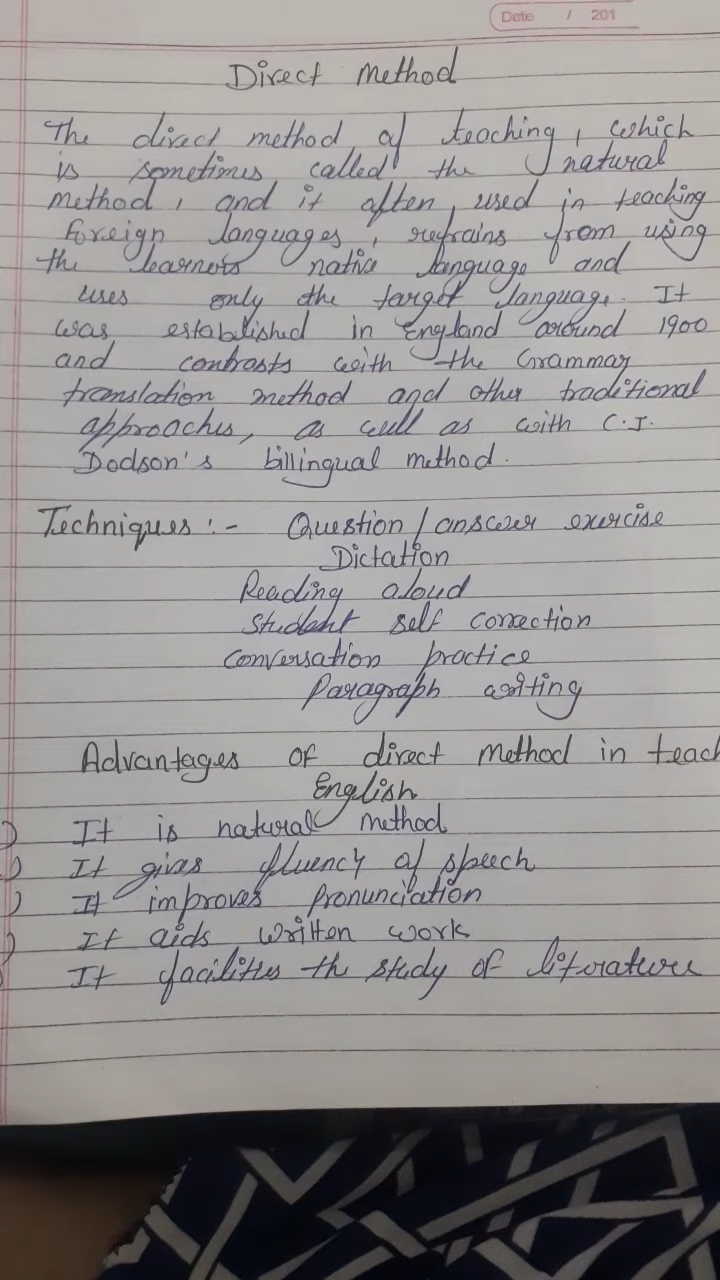 Date / 201
Direct Method
The direct method of teaching, which
is sometimes called the natural
method, and it often used in teaching
foreign languages, refrains from using
the learners native language and
uses only the target language. It
was established in England around 1900
and contrasts with the Grammar
translation method and other traditional
approaches, as well as with C.J.
Dodson's billingual method.
Techniques :- Question / answer exercise
Dictation
Reading aloud
Student self correction
Conversation practice
Paragraph writing
Advantages of direct Method in teach
English
) It is natural method
) It gives fluency of speech
) It improves Pronunciation
) It aids written work
) It facilittes the study of literature